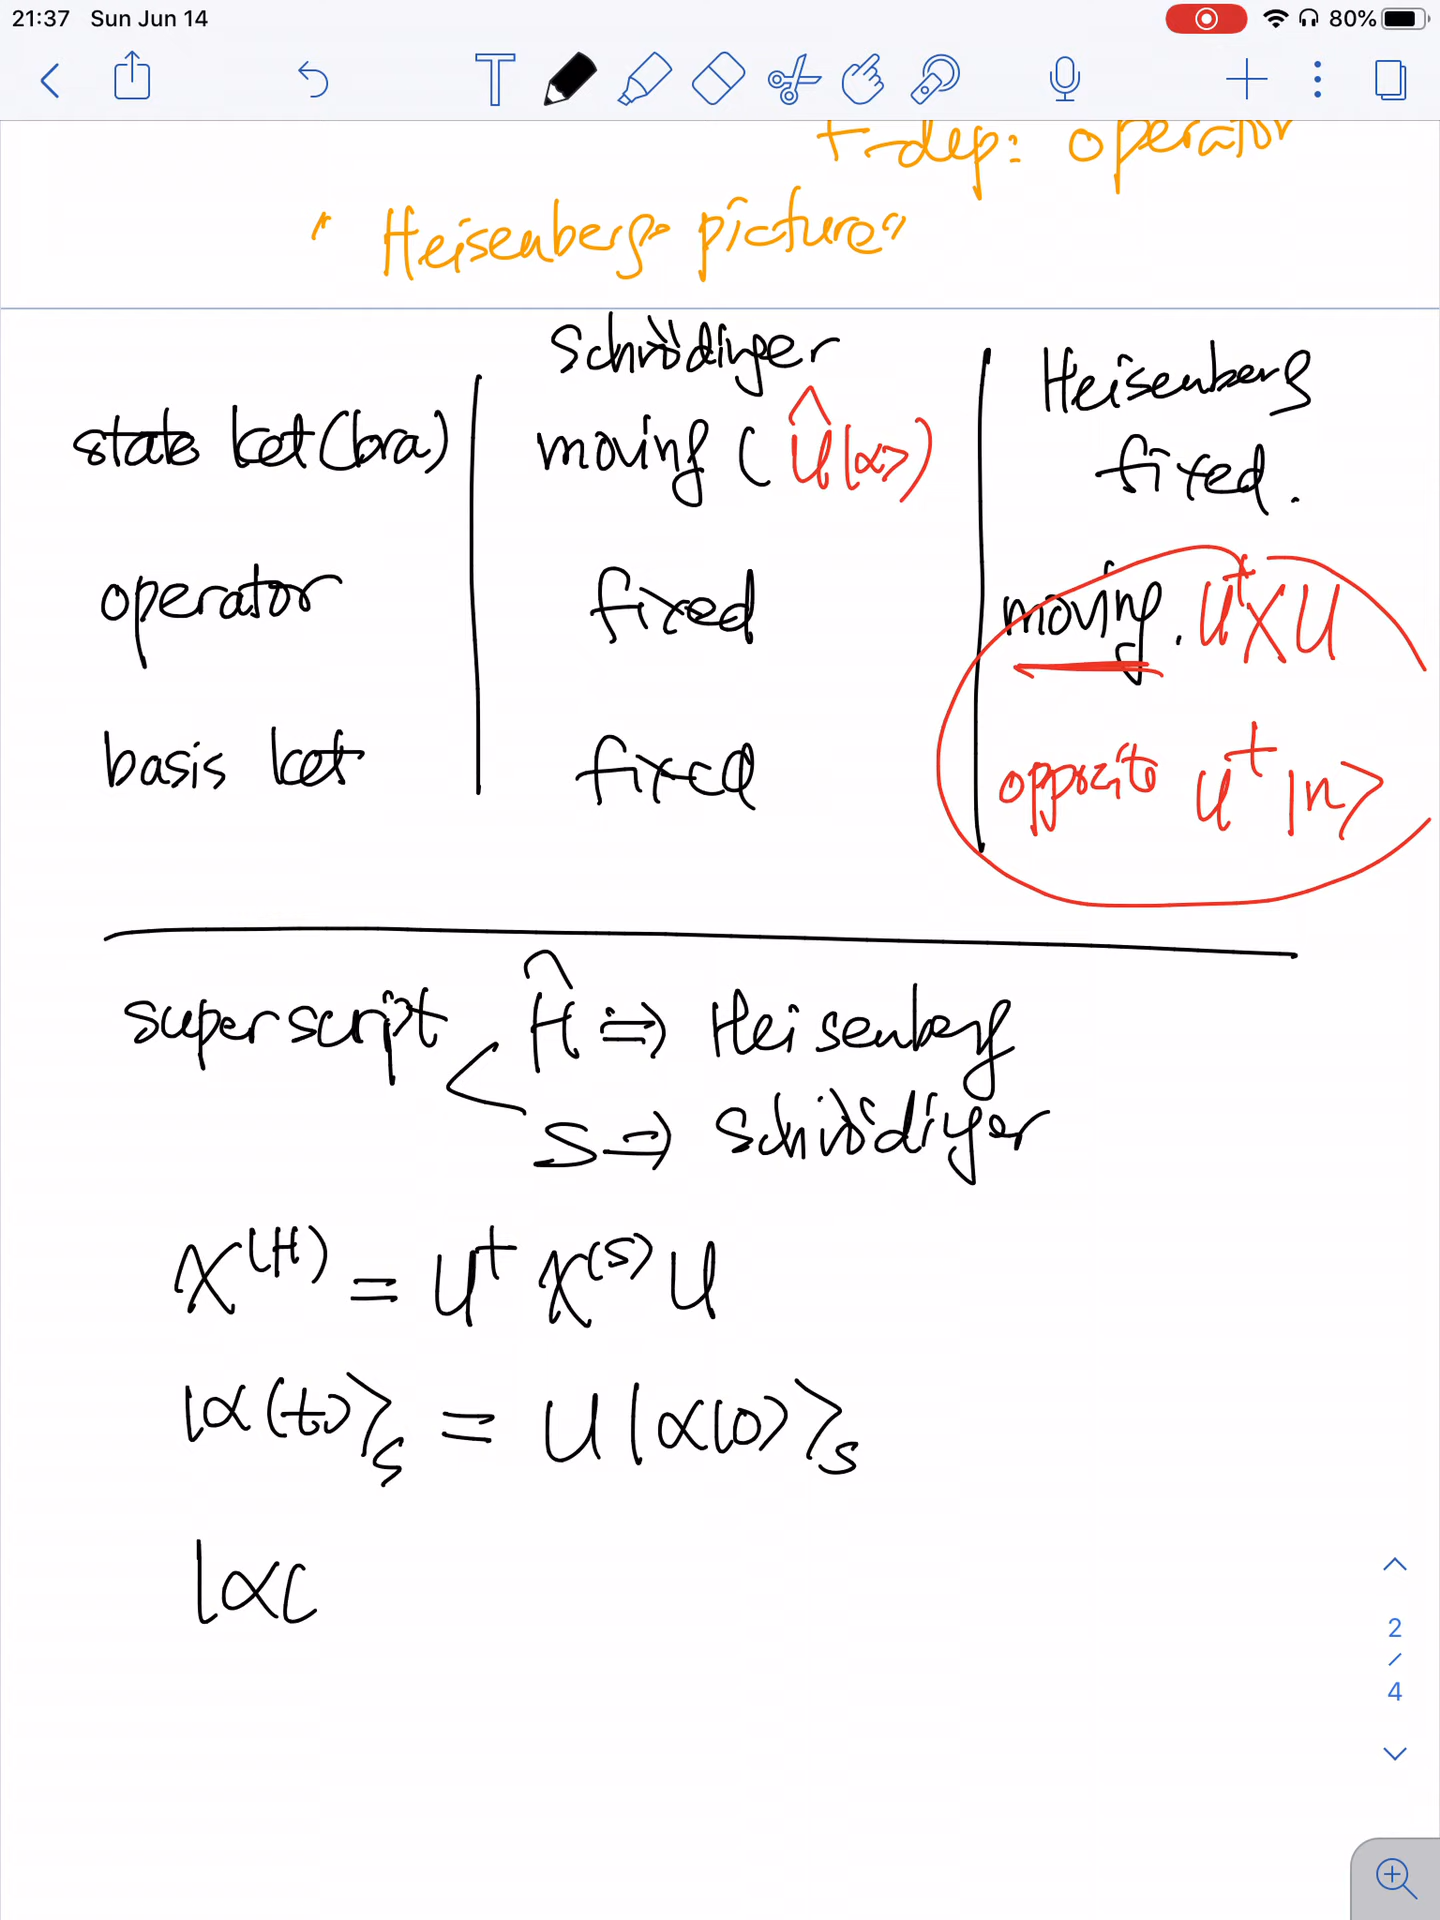 21:37 Sun Jun 14 80%
T
t-dep: operator
"Heisenberg picture"
Schrödinger
Heisenberg
state ket (bra) moving ( Û|α>) fixed.
operator fixed moving. U†XU
basis ket fixed opposite U†|n>
superscript Ĥ ⇒ Heisenberg
S ⇒ Schrödinger
X^(H) = U† X^(S) U
|α(t)>_S = U |α(0)>_S
|α(
2
/
4